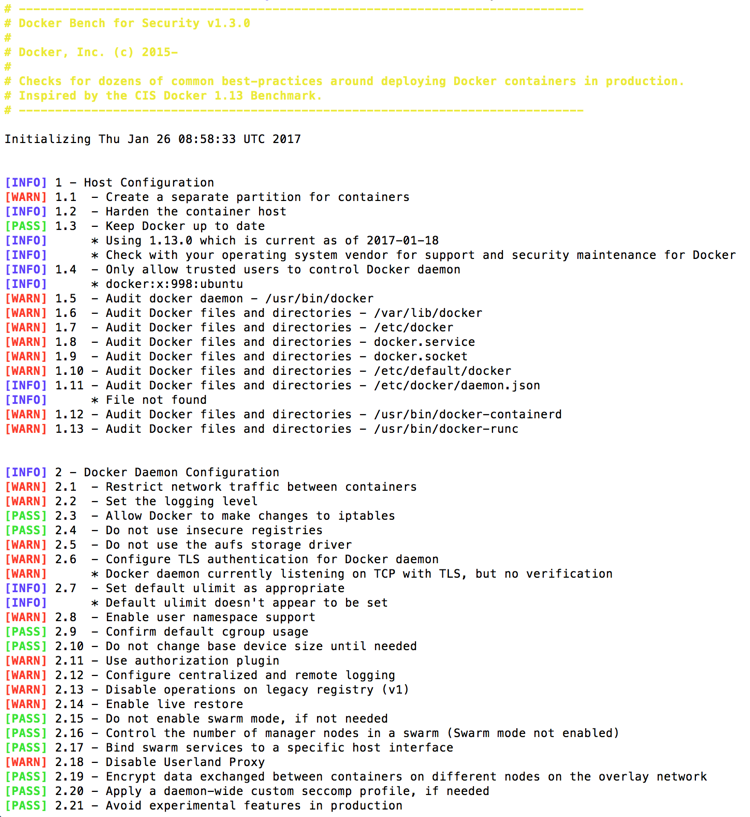 # ------------------------------------------------------------------------------
# Docker Bench for Security v1.3.0
#
# Docker, Inc. (c) 2015-
#
# Checks for dozens of common best-practices around deploying Docker containers in production.
# Inspired by the CIS Docker 1.13 Benchmark.
# ------------------------------------------------------------------------------
Initializing Thu Jan 26 08:58:33 UTC 2017
[INFO] 1 - Host Configuration
[WARN] 1.1  - Create a separate partition for containers
[INFO] 1.2  - Harden the container host
[PASS] 1.3  - Keep Docker up to date
[INFO]      * Using 1.13.0 which is current as of 2017-01-18
[INFO]      * Check with your operating system vendor for support and security maintenance for Docker
[INFO] 1.4  - Only allow trusted users to control Docker daemon
[INFO]      * docker:x:998:ubuntu
[WARN] 1.5  - Audit docker daemon - /usr/bin/docker
[WARN] 1.6  - Audit Docker files and directories - /var/lib/docker
[WARN] 1.7  - Audit Docker files and directories - /etc/docker
[WARN] 1.8  - Audit Docker files and directories - docker.service
[WARN] 1.9  - Audit Docker files and directories - docker.socket
[WARN] 1.10 - Audit Docker files and directories - /etc/default/docker
[INFO] 1.11 - Audit Docker files and directories - /etc/docker/daemon.json
[INFO]      * File not found
[WARN] 1.12 - Audit Docker files and directories - /usr/bin/docker-containerd
[WARN] 1.13 - Audit Docker files and directories - /usr/bin/docker-runc
[INFO] 2 - Docker Daemon Configuration
[WARN] 2.1  - Restrict network traffic between containers
[WARN] 2.2  - Set the logging level
[PASS] 2.3  - Allow Docker to make changes to iptables
[PASS] 2.4  - Do not use insecure registries
[WARN] 2.5  - Do not use the aufs storage driver
[WARN] 2.6  - Configure TLS authentication for Docker daemon
[WARN]      * Docker daemon currently listening on TCP with TLS, but no verification
[INFO] 2.7  - Set default ulimit as appropriate
[INFO]      * Default ulimit doesn't appear to be set
[WARN] 2.8  - Enable user namespace support
[PASS] 2.9  - Confirm default cgroup usage
[PASS] 2.10 - Do not change base device size until needed
[WARN] 2.11 - Use authorization plugin
[WARN] 2.12 - Configure centralized and remote logging
[WARN] 2.13 - Disable operations on legacy registry (v1)
[WARN] 2.14 - Enable live restore
[PASS] 2.15 - Do not enable swarm mode, if not needed
[PASS] 2.16 - Control the number of manager nodes in a swarm (Swarm mode not enabled)
[PASS] 2.17 - Bind swarm services to a specific host interface
[WARN] 2.18 - Disable Userland Proxy
[PASS] 2.19 - Encrypt data exchanged between containers on different nodes on the overlay network
[PASS] 2.20 - Apply a daemon-wide custom seccomp profile, if needed
[PASS] 2.21 - Avoid experimental features in production